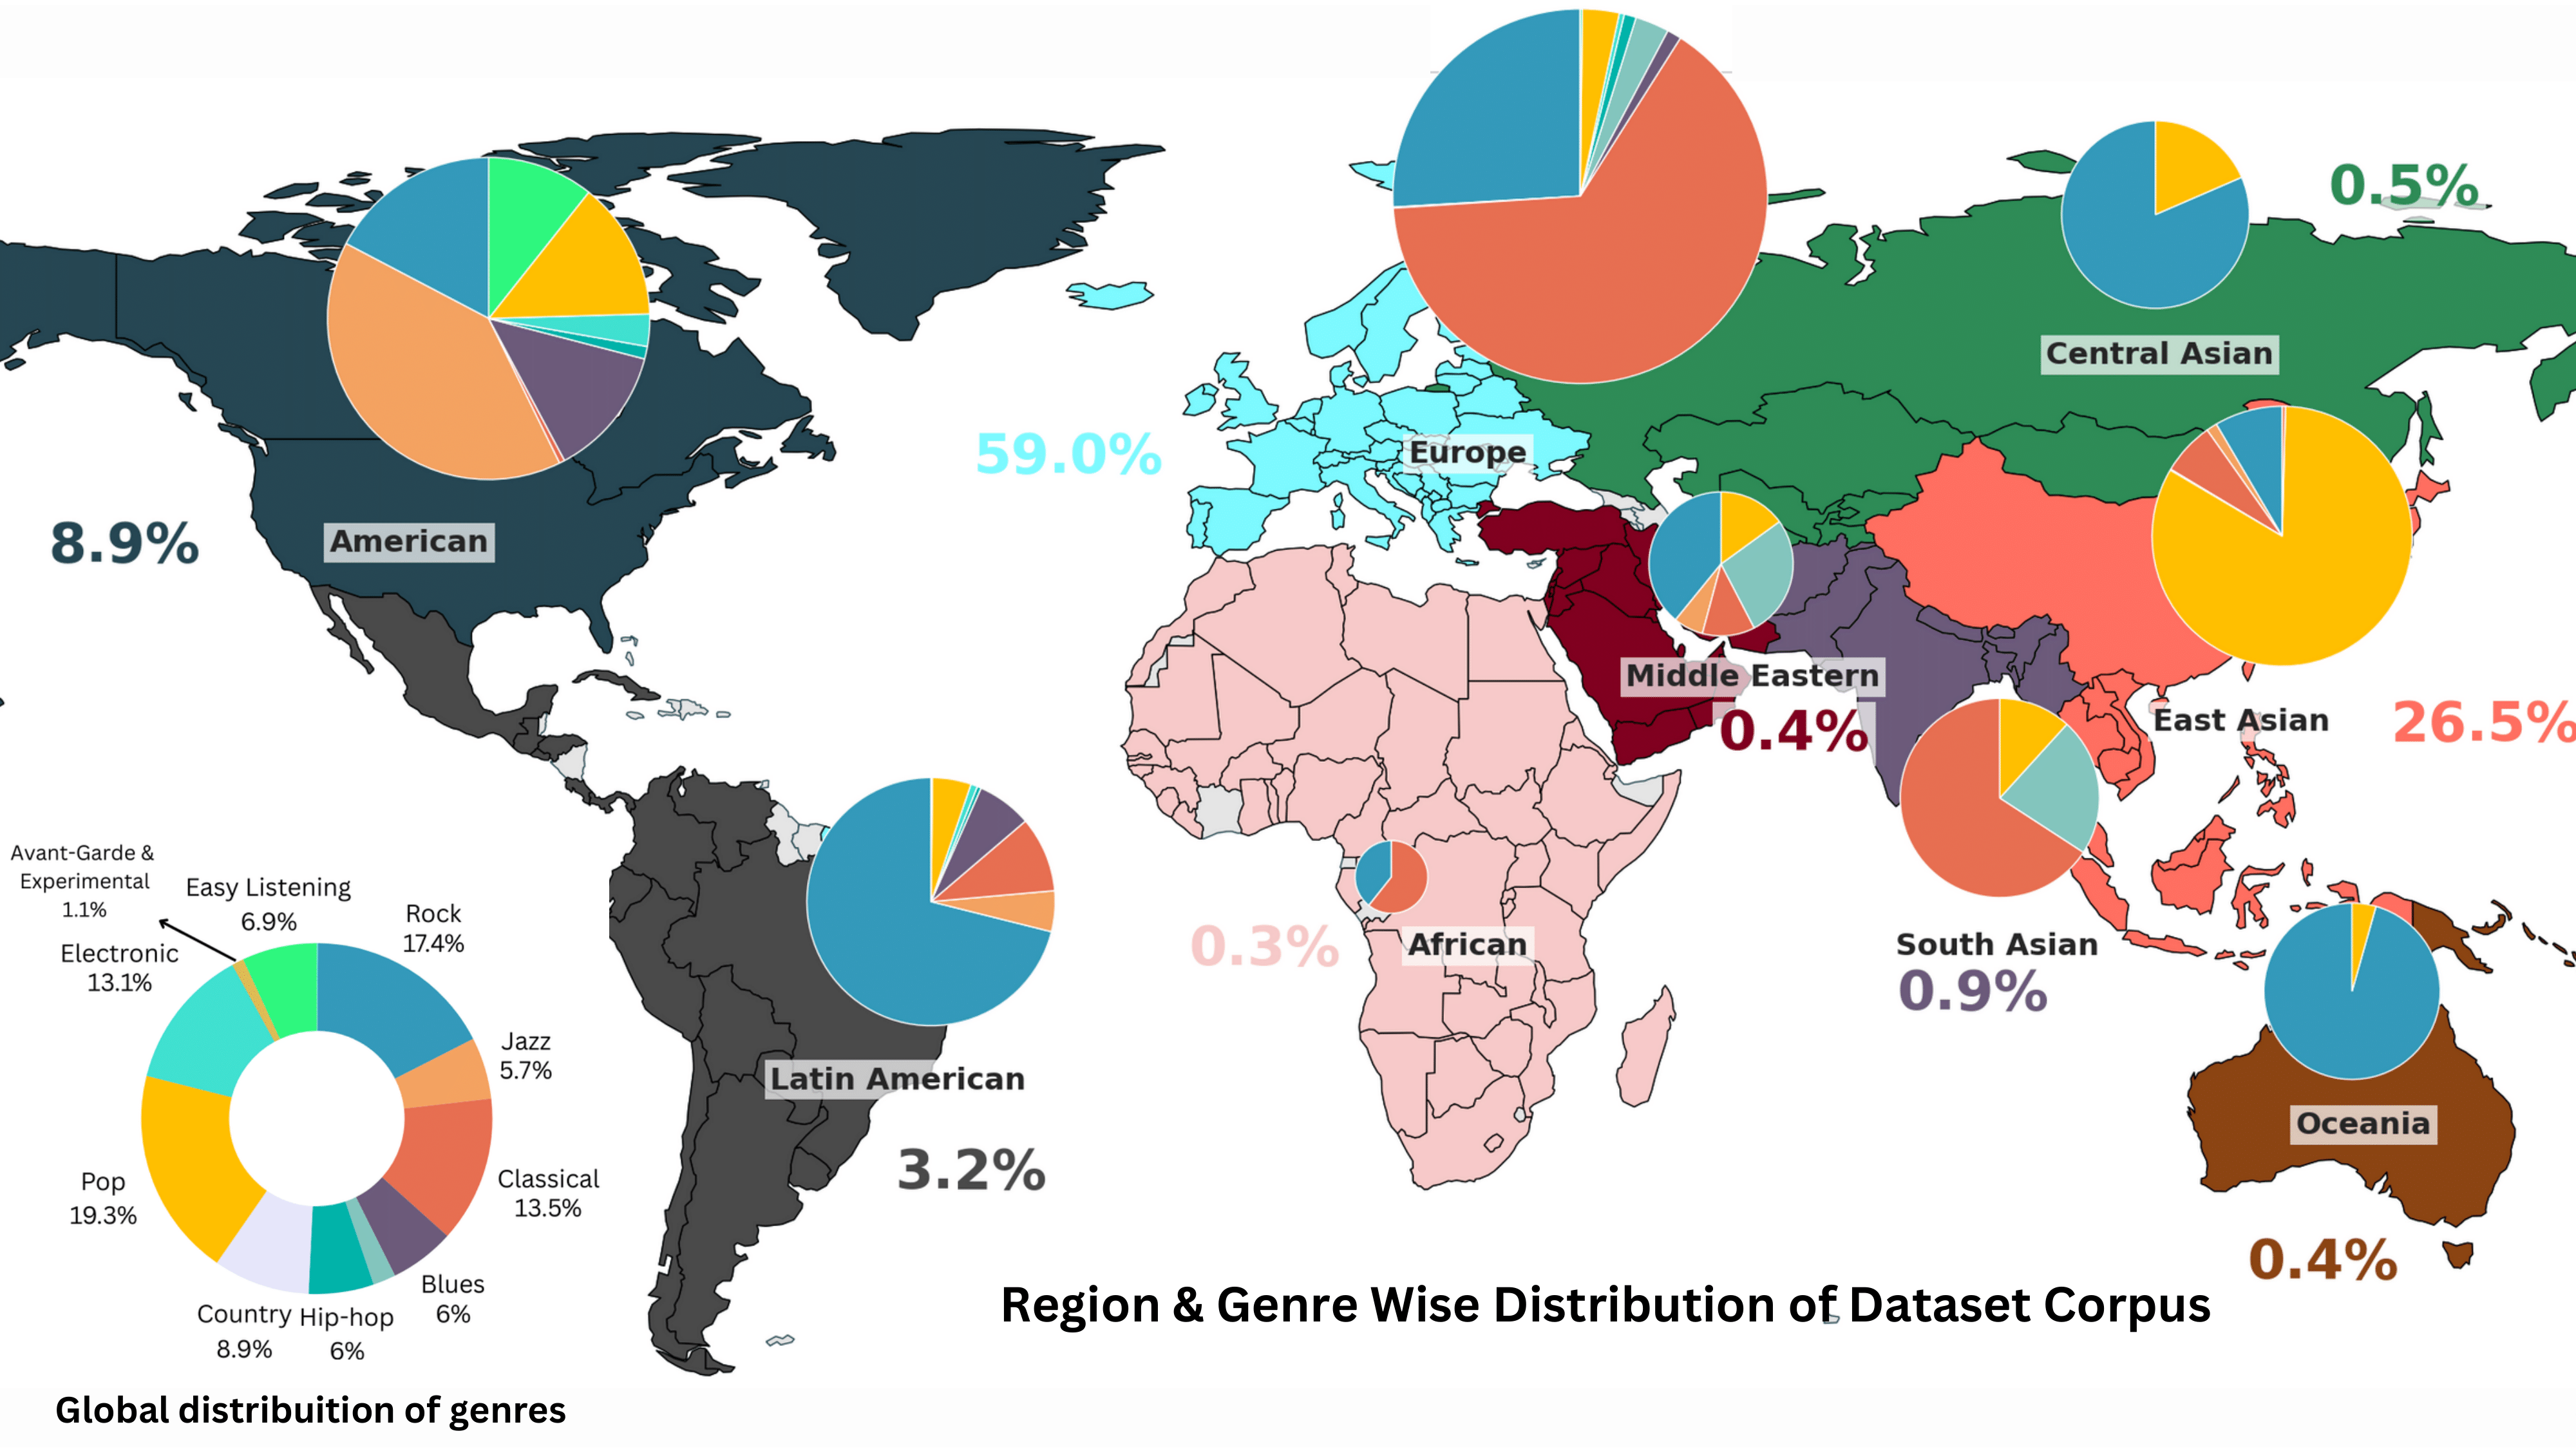 0.5%
Central Asian
59.0%
Europe
8.9%
American
Middle Eastern
0.4%
East Asian
26.5%
Avant-Garde &
Experimental
1.1%
Easy Listening
6.9%
Rock
17.4%
Electronic
13.1%
0.3%
African
South Asian
0.9%
Jazz
5.7%
Latin American
3.2%
Oceania
0.4%
Pop
19.3%
Classical
13.5%
Blues
6%
Country
8.9%
Hip-hop
6%
Region & Genre Wise Distribution of Dataset Corpus
Global distribuition of genres